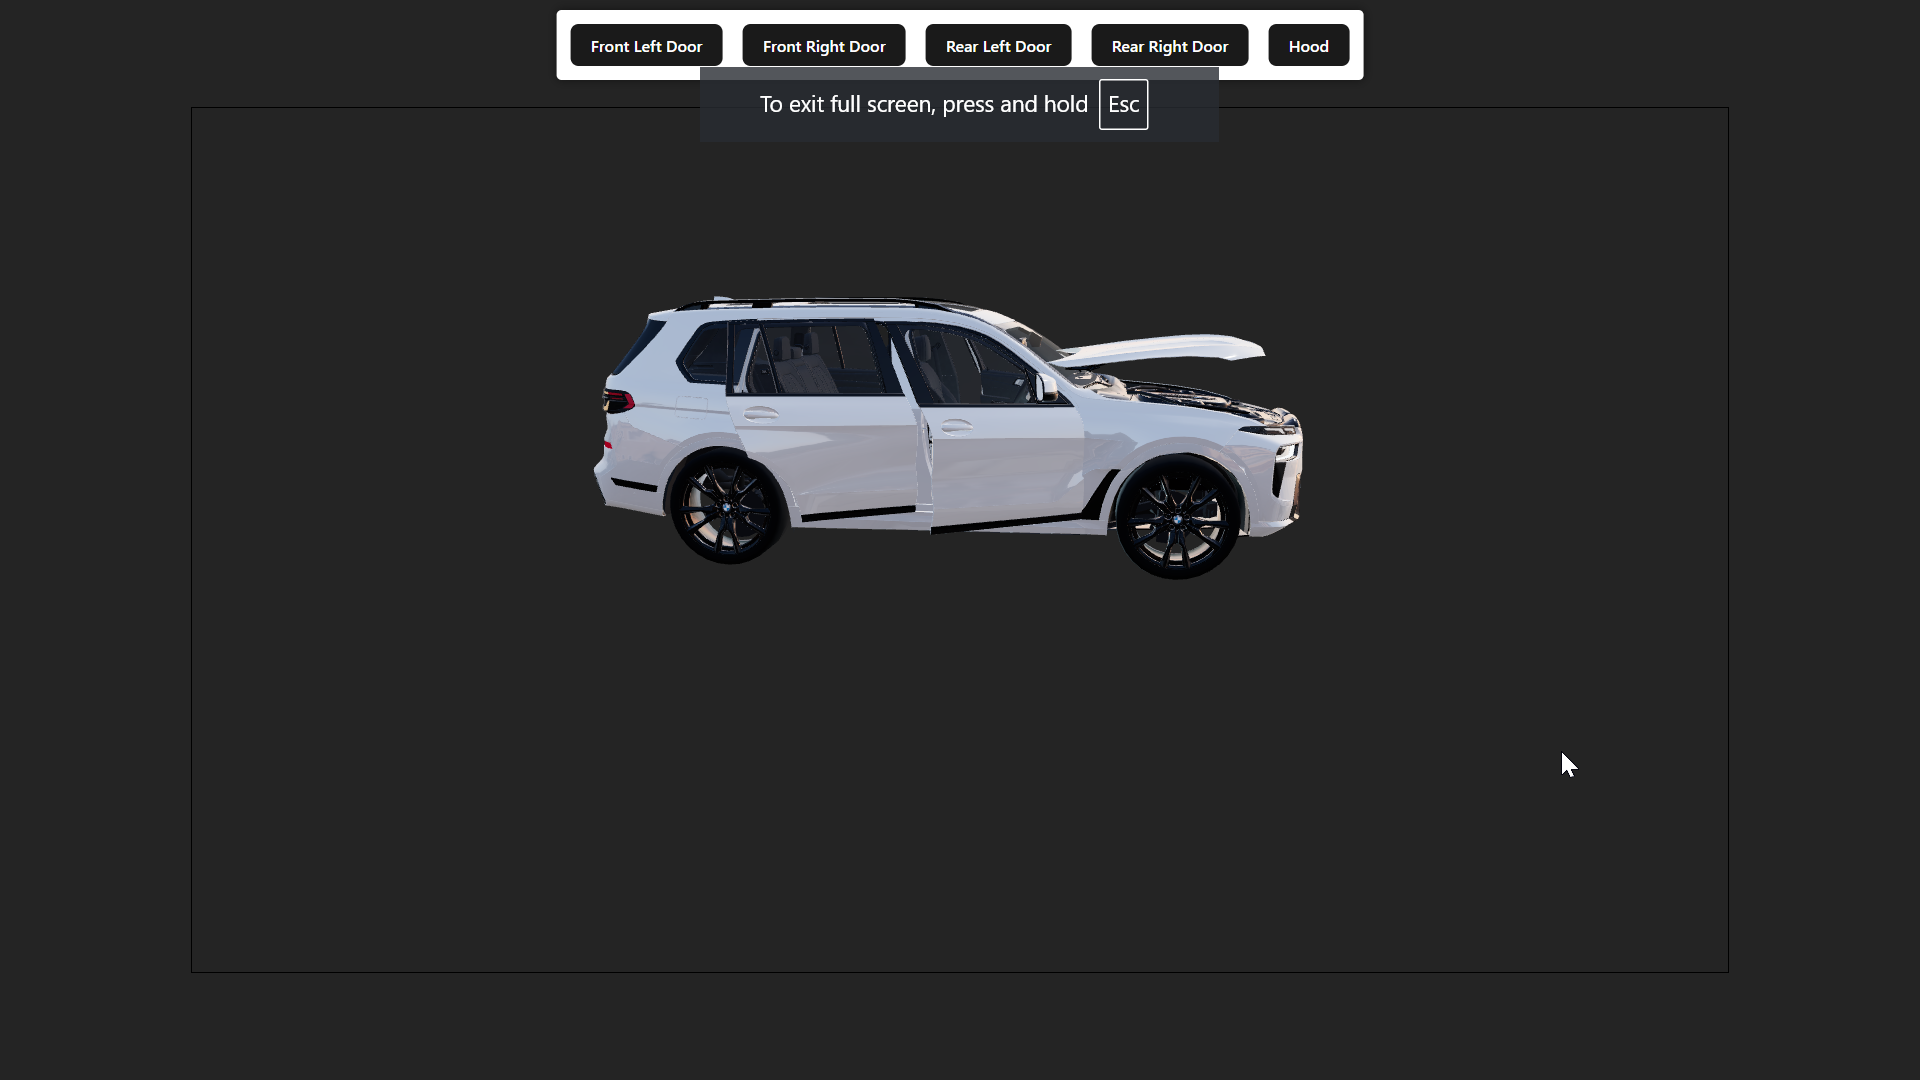 Front Left Door
Front Right Door
Rear Left Door
Rear Right Door
Hood
To exit full screen, press and hold Esc